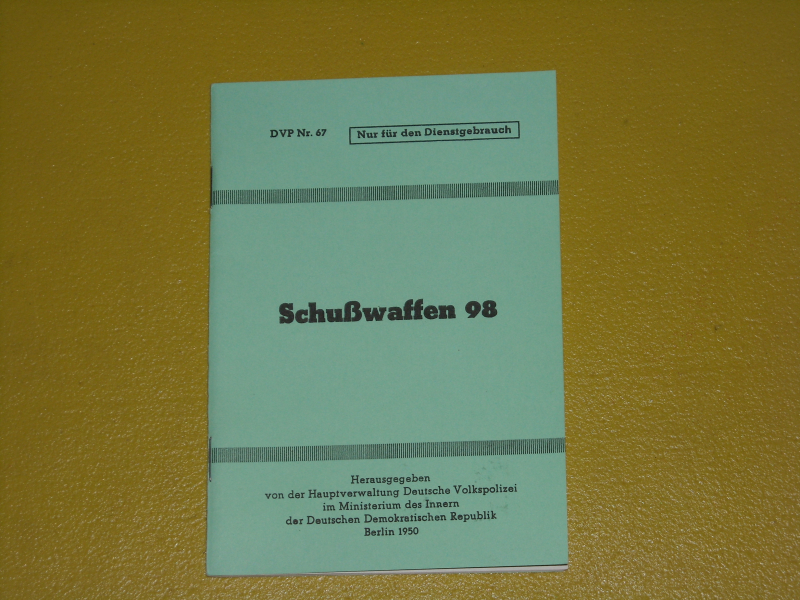 DVP Nr. 67 Nur für den Dienstgebrauch
Schußwaffen 98
Herausgegeben
von der Hauptverwaltung Deutsche Volkspolizei
im Ministerium des Innern
der Deutschen Demokratischen Republik
Berlin 1950